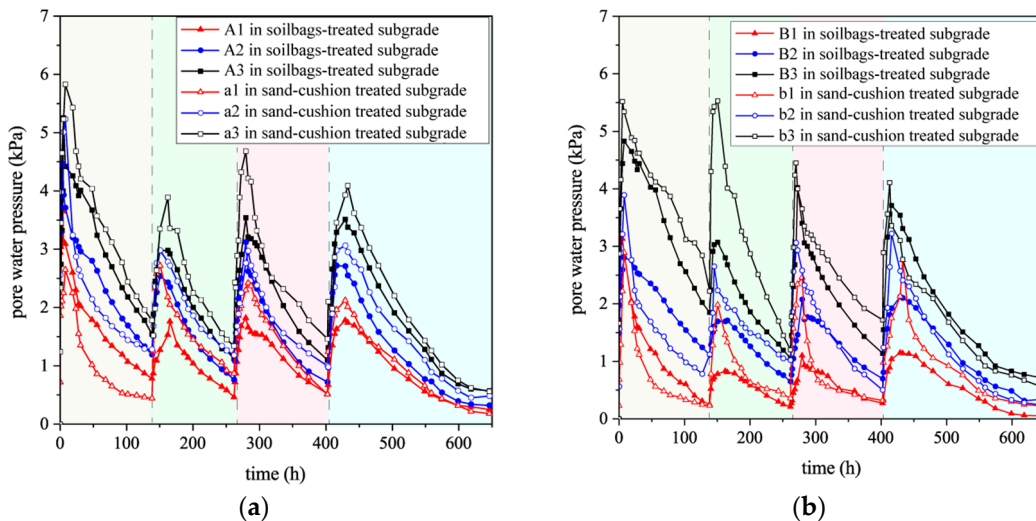 7
6
5
4
3
2
1
0
pore water pressure (kPa)
A1 in soilbags-treated subgrade
A2 in soilbags-treated subgrade
A3 in soilbags-treated subgrade
a1 in sand-cushion treated subgrade
a2 in sand-cushion treated subgrade
a3 in sand-cushion treated subgrade
0 100 200 300 400 500 600
time (h)
(a)
7
6
5
4
3
2
1
0
pore water pressure (kPa)
B1 in soilbags-treated subgrade
B2 in soilbags-treated subgrade
B3 in soilbags-treated subgrade
b1 in sand-cushion treated subgrade
b2 in sand-cushion treated subgrade
b3 in sand-cushion treated subgrade
0 100 200 300 400 500 600
time (h)
(b)